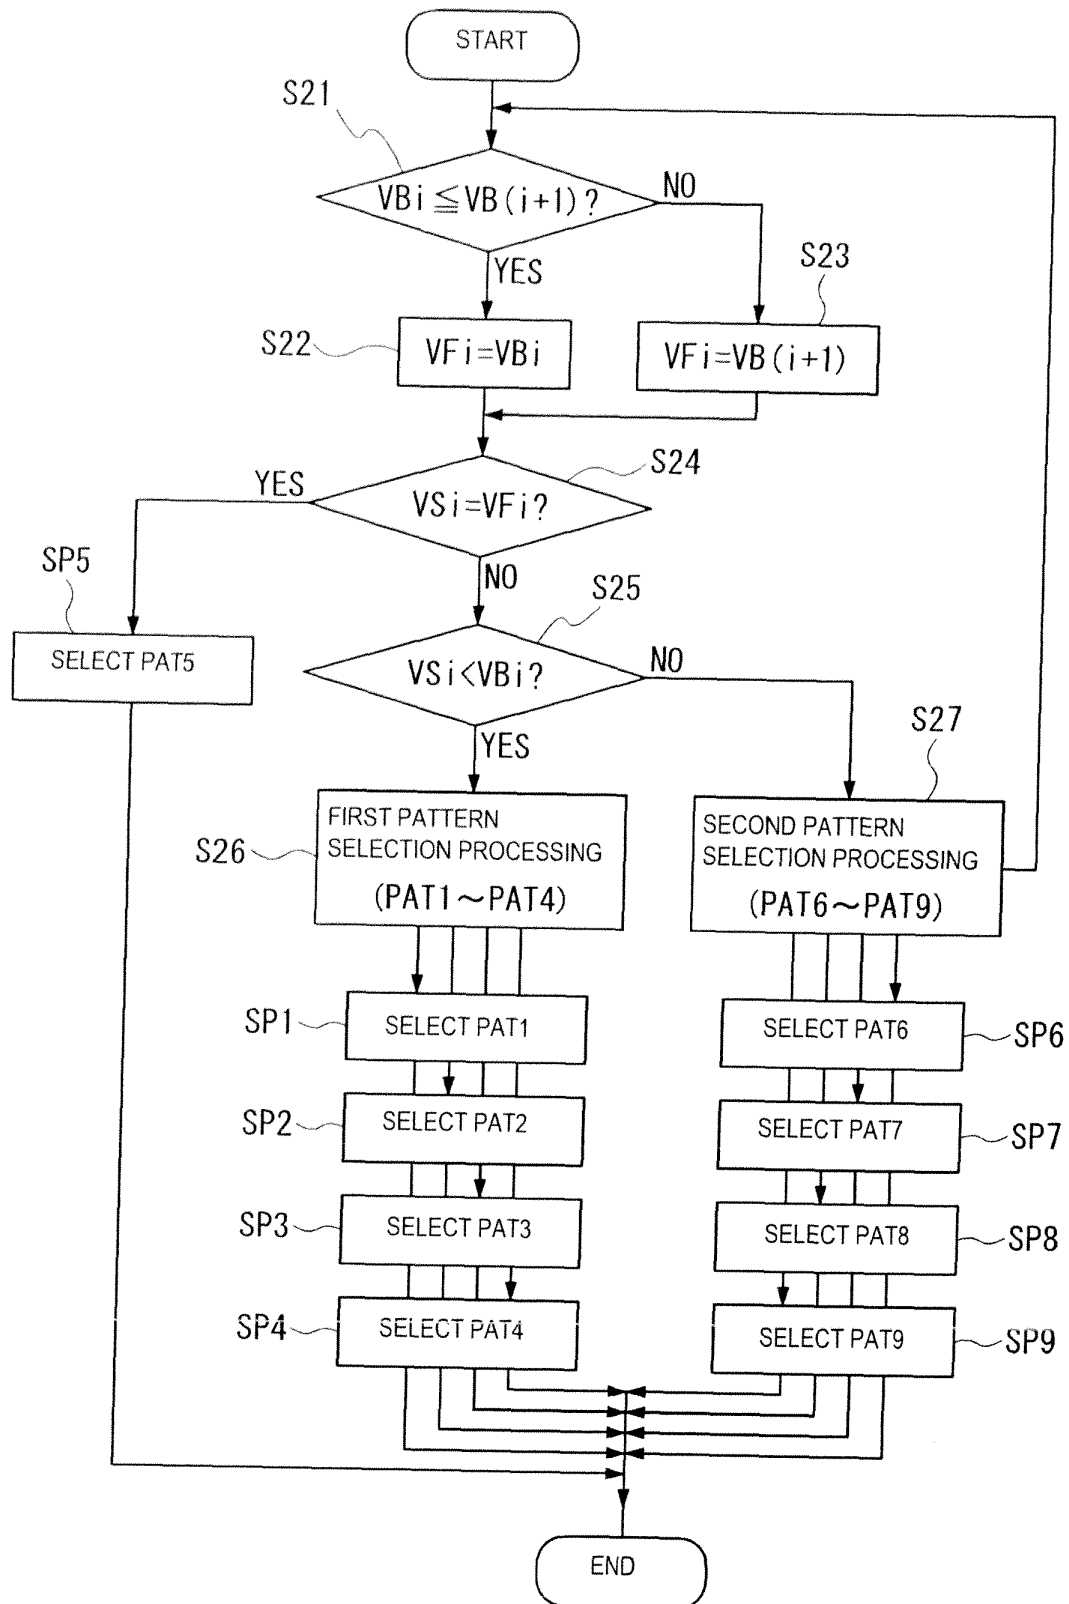 START
S21
VBi≦VB(i+1)?
NO
YES
S23
S22
VFi=VBi
VFi=VB(i+1)
S24
YES
VSi=VFi?
NO
SP5
SELECT PAT5
S25
VSi<VBi?
NO
YES
S27
S26
FIRST PATTERN
SELECTION PROCESSING
(PAT1～PAT4)
SECOND PATTERN
SELECTION PROCESSING
(PAT6～PAT9)
SP1
SELECT PAT1
SELECT PAT6
SP6
SP2
SELECT PAT2
SELECT PAT7
SP7
SP3
SELECT PAT3
SELECT PAT8
SP8
SP4
SELECT PAT4
SELECT PAT9
SP9
END